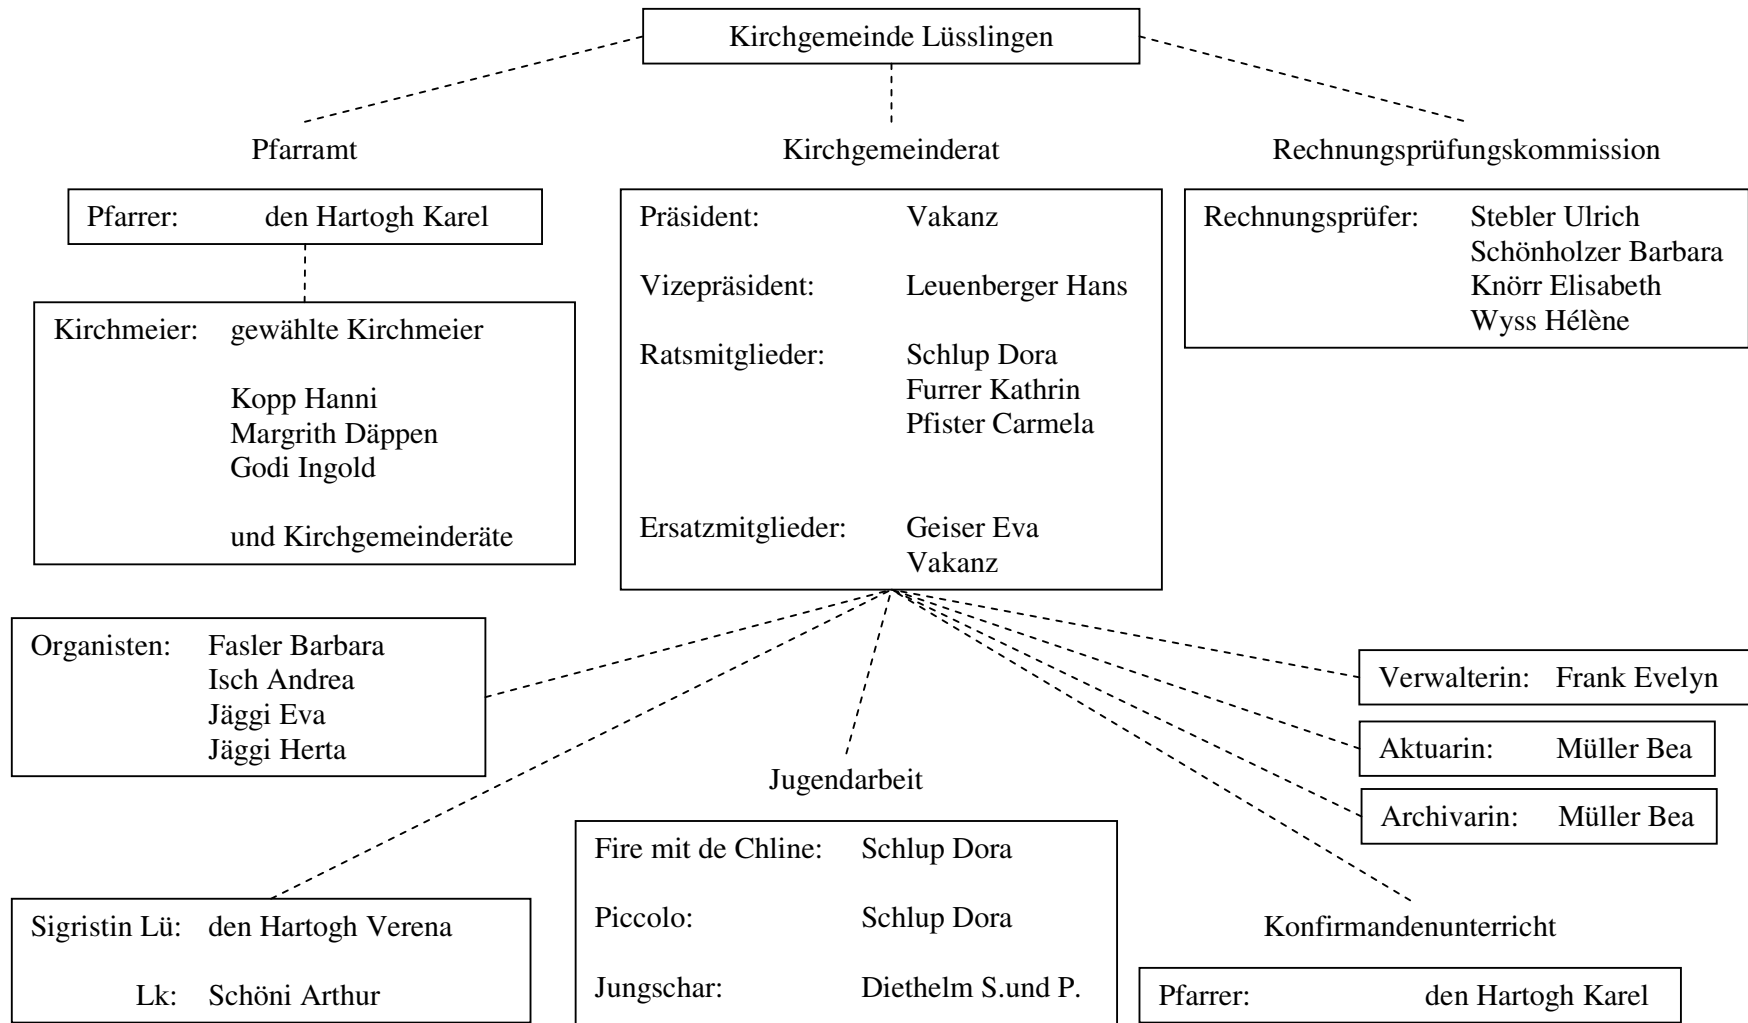 Kirchgemeinde Lüsslingen
Pfarramt
Kirchgemeinderat
Rechnungsprüfungskommission
Pfarrer: den Hartogh Karel
Kirchmeier: gewählte Kirchmeier
Kopp Hanni
Margrith Däppen
Godi Ingold
und Kirchgemeinderäte
Präsident: Vakanz
Vizepräsident: Leuenberger Hans
Ratsmitglieder: Schlup Dora
Furrer Kathrin
Pfister Carmela
Ersatzmitglieder: Geiser Eva
Vakanz
Rechnungsprüfer: Stebler Ulrich
Schönholzer Barbara
Knörr Elisabeth
Wyss Hélène
Organisten: Fasler Barbara
Isch Andrea
Jäggi Eva
Jäggi Herta
Verwalterin: Frank Evelyn
Aktuarin: Müller Bea
Archivarin: Müller Bea
Sigristin Lü: den Hartogh Verena
Lk: Schöni Arthur
Jugendarbeit
Fire mit de Chline: Schlup Dora
Piccolo: Schlup Dora
Jungschar: Diethelm S.und P.
Konfirmandenunterricht
Pfarrer: den Hartogh Karel